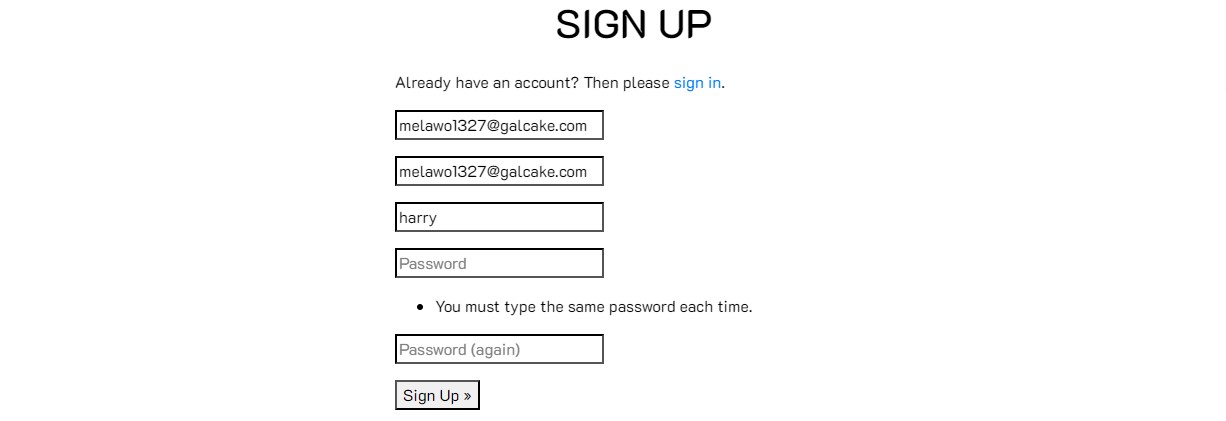 SIGN UP
Already have an account? Then please sign in.
melawo1327@galcake.com
melawo1327@galcake.com
harry
Password
• You must type the same password each time.
Password (again)
Sign Up »